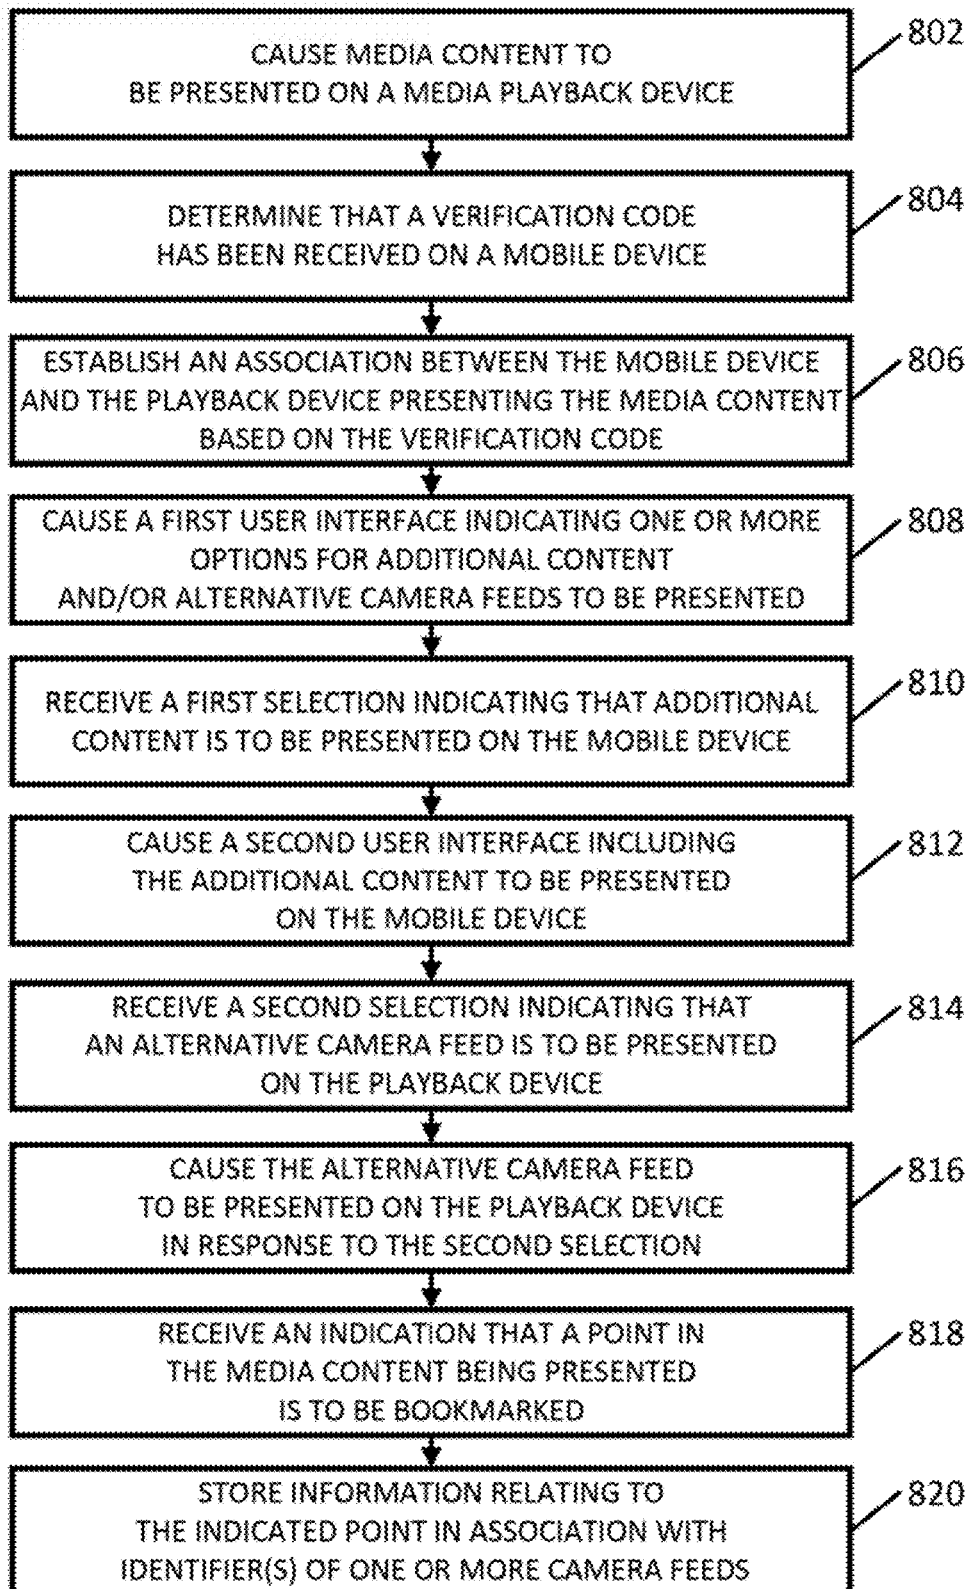 CAUSE MEDIA CONTENT TO
BE PRESENTED ON A MEDIA PLAYBACK DEVICE
802
DETERMINE THAT A VERIFICATION CODE
HAS BEEN RECEIVED ON A MOBILE DEVICE
804
ESTABLISH AN ASSOCIATION BETWEEN THE MOBILE DEVICE
AND THE PLAYBACK DEVICE PRESENTING THE MEDIA CONTENT
BASED ON THE VERIFICATION CODE
806
CAUSE A FIRST USER INTERFACE INDICATING ONE OR MORE
OPTIONS FOR ADDITIONAL CONTENT
AND/OR ALTERNATIVE CAMERA FEEDS TO BE PRESENTED
808
RECEIVE A FIRST SELECTION INDICATING THAT ADDITIONAL
CONTENT IS TO BE PRESENTED ON THE MOBILE DEVICE
810
CAUSE A SECOND USER INTERFACE INCLUDING
THE ADDITIONAL CONTENT TO BE PRESENTED
ON THE MOBILE DEVICE
812
RECEIVE A SECOND SELECTION INDICATING THAT
AN ALTERNATIVE CAMERA FEED IS TO BE PRESENTED
ON THE PLAYBACK DEVICE
814
CAUSE THE ALTERNATIVE CAMERA FEED
TO BE PRESENTED ON THE PLAYBACK DEVICE
IN RESPONSE TO THE SECOND SELECTION
816
RECEIVE AN INDICATION THAT A POINT IN
THE MEDIA CONTENT BEING PRESENTED
IS TO BE BOOKMARKED
818
STORE INFORMATION RELATING TO
THE INDICATED POINT IN ASSOCIATION WITH
IDENTIFIER(S) OF ONE OR MORE CAMERA FEEDS
820